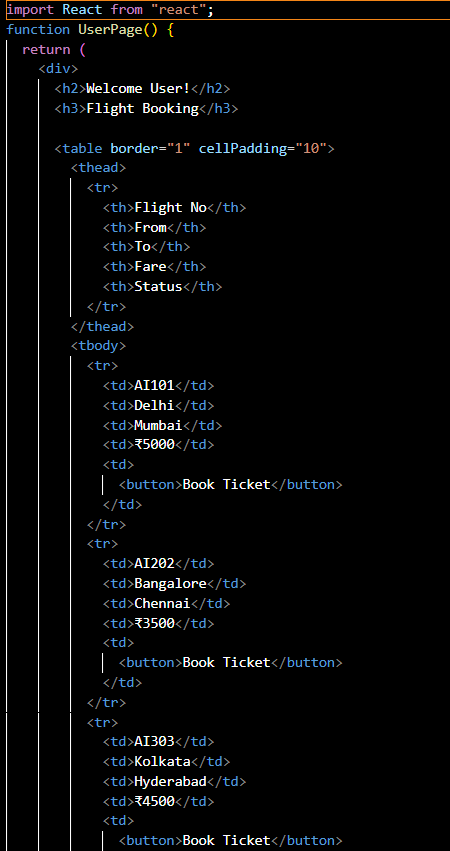 import React from "react";
function UserPage() {
  return (
    <div>
      <h2>Welcome User!</h2>
      <h3>Flight Booking</h3>

      <table border="1" cellPadding="10">
        <thead>
          <tr>
            <th>Flight No</th>
            <th>From</th>
            <th>To</th>
            <th>Fare</th>
            <th>Status</th>
          </tr>
        </thead>
        <tbody>
          <tr>
            <td>AI101</td>
            <td>Delhi</td>
            <td>Mumbai</td>
            <td>₹5000</td>
            <td>
              <button>Book Ticket</button>
            </td>
          </tr>
          <tr>
            <td>AI202</td>
            <td>Bangalore</td>
            <td>Chennai</td>
            <td>₹3500</td>
            <td>
              <button>Book Ticket</button>
            </td>
          </tr>
          <tr>
            <td>AI303</td>
            <td>Kolkata</td>
            <td>Hyderabad</td>
            <td>₹4500</td>
            <td>
              <button>Book Ticket</button>